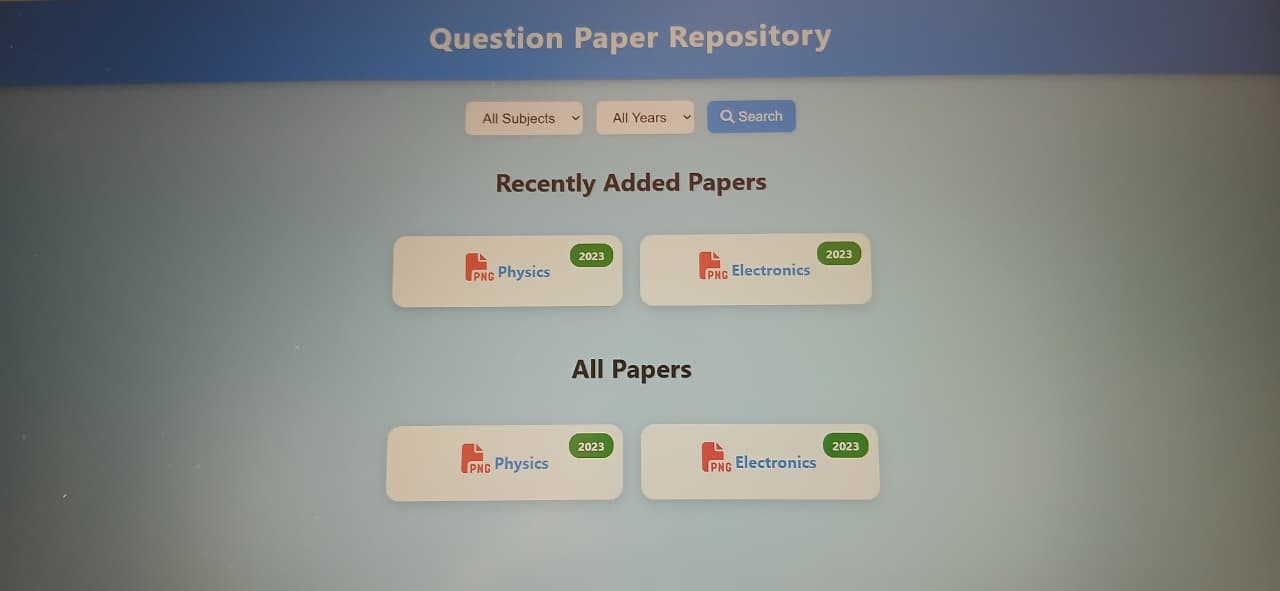 Question Paper Repository
All Subjects All Years Search
Recently Added Papers
PNG Physics 2023
PNG Electronics 2023
All Papers
PNG Physics 2023
PNG Electronics 2023